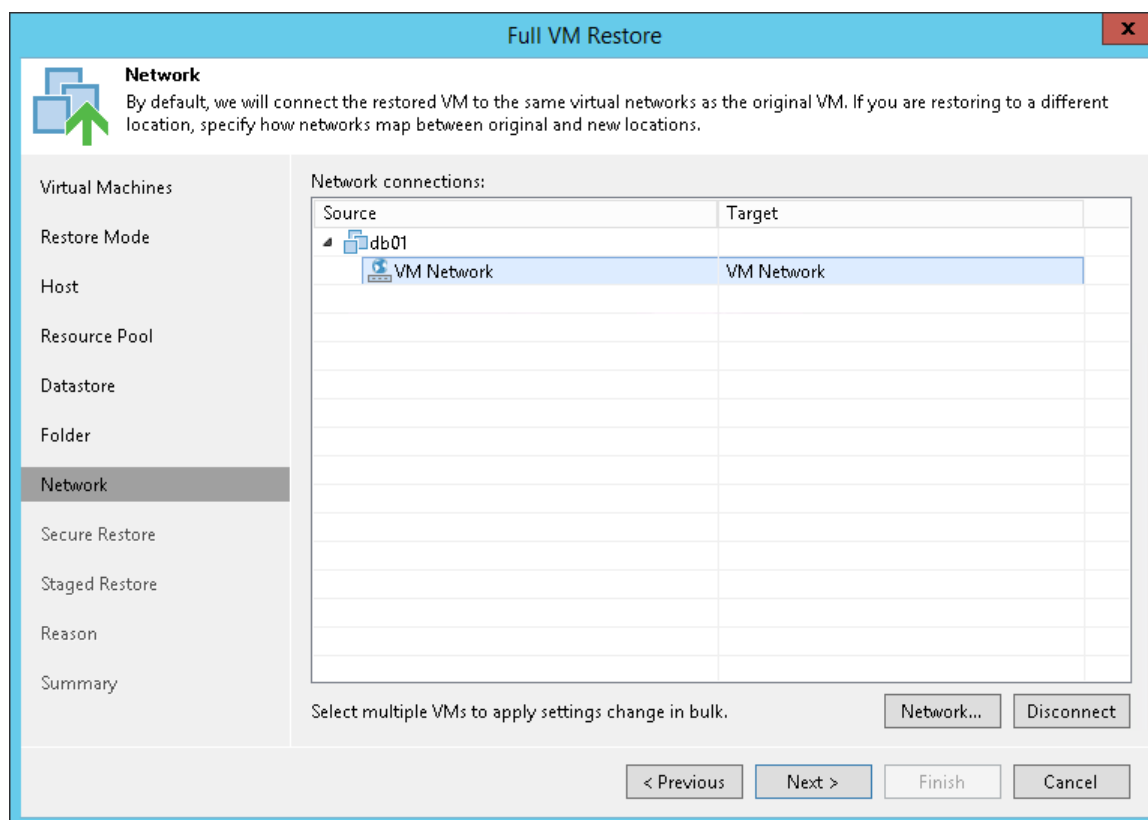 Full VM Restore
x
Network
By default, we will connect the restored VM to the same virtual networks as the original VM. If you are restoring to a different
location, specify how networks map between original and new locations.
Virtual Machines
Restore Mode
Host
Resource Pool
Datastore
Folder
Network
Secure Restore
Staged Restore
Reason
Summary
Network connections:
Source Target
db01
VM Network VM Network
Select multiple VMs to apply settings change in bulk.
Network... Disconnect
< Previous Next > Finish Cancel